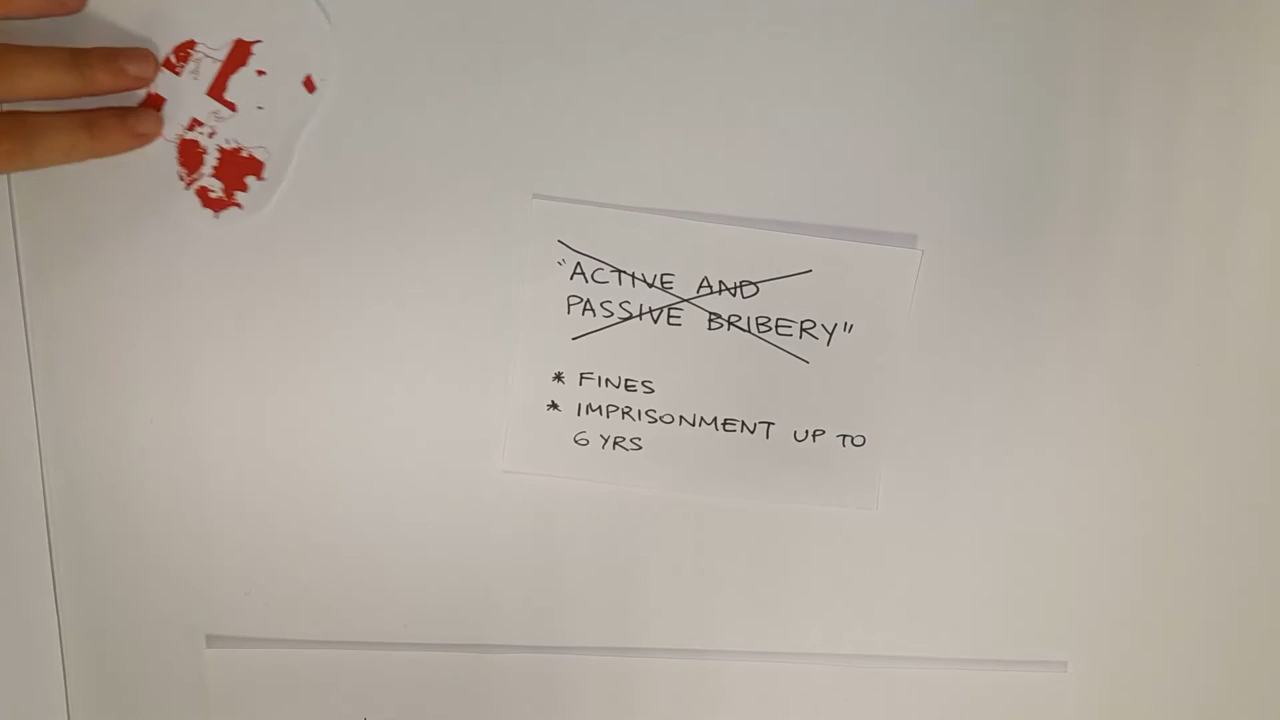 "ACTIVE AND
PASSIVE BRIBERY"
* FINES
* IMPRISONMENT UP TO
6 YRS